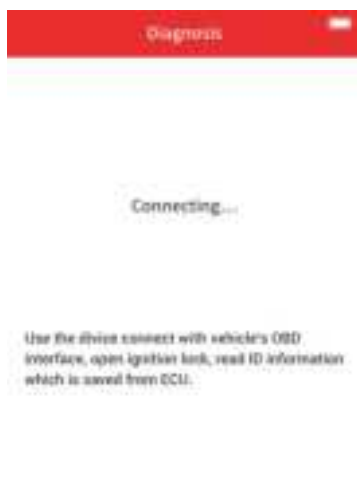 Diagnosis
Connecting...
Use the divice connect with vehicle's OBD
interface, open ignition lock, read ID information
which is saved from ECU.